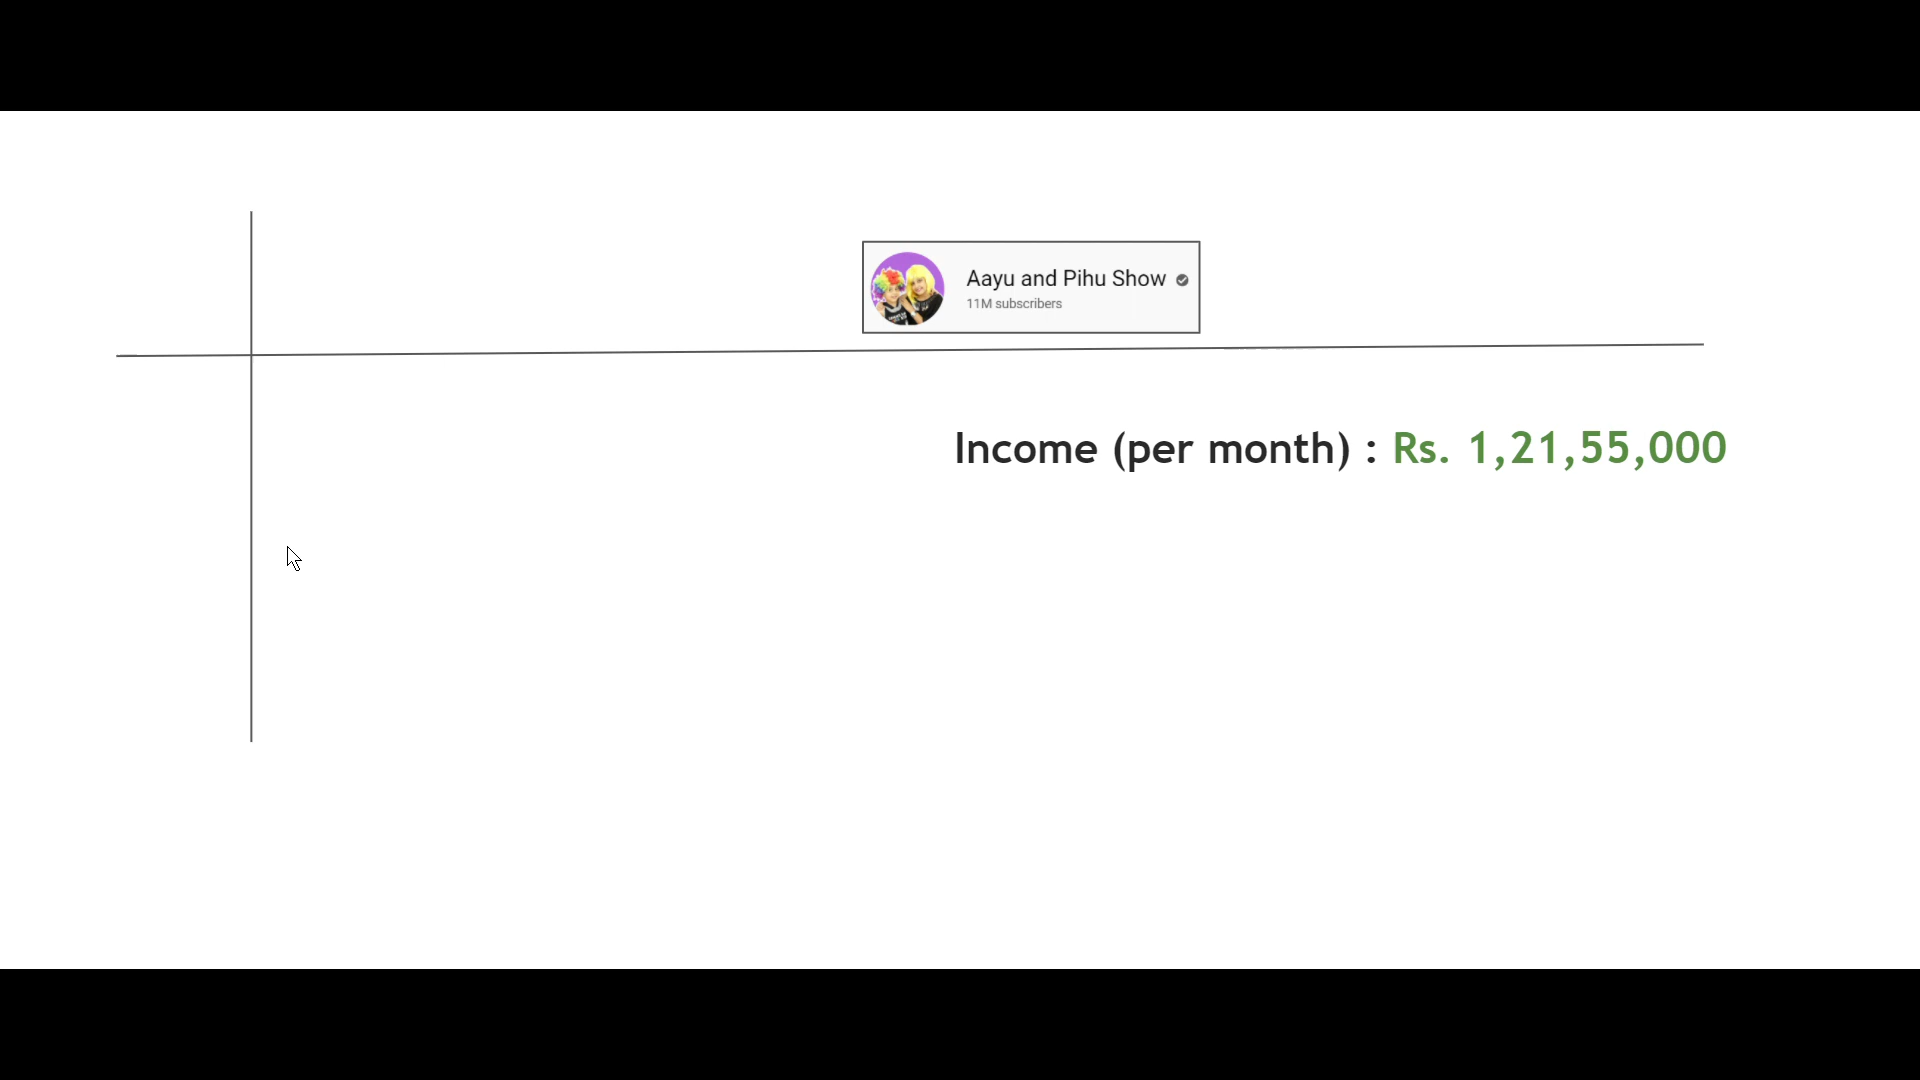 Aayu and Pihu Show
11M subscribers
Income (per month) : Rs. 1,21,55,000